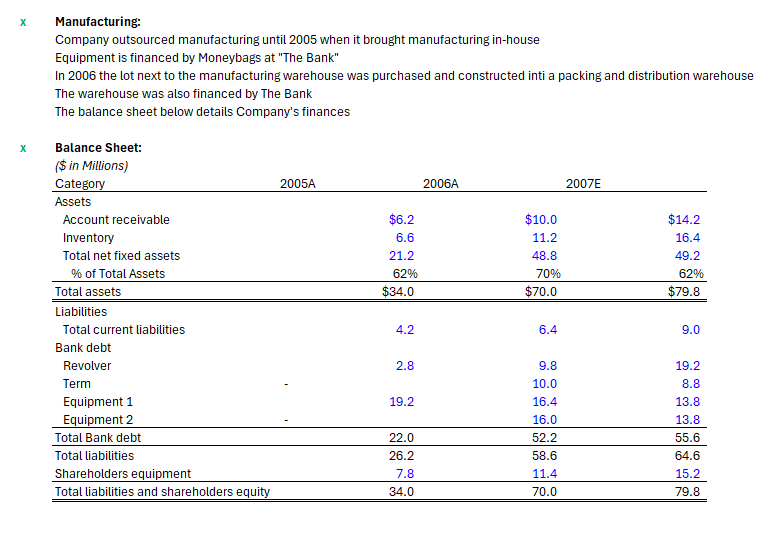 x Manufacturing:
Company outsourced manufacturing until 2005 when it brought manufacturing in-house
Equipment is financed by Moneybags at "The Bank"
In 2006 the lot next to the manufacturing warehouse was purchased and constructed inti a packing and distribution warehouse
The warehouse was also financed by The Bank
The balance sheet below details Company's finances
x Balance Sheet:
($ in Millions)
Category 2005A 2006A 2007E
Assets
Account receivable $6.2 $10.0 $14.2
Inventory 6.6 11.2 16.4
Total net fixed assets 21.2 48.8 49.2
% of Total Assets 62% 70% 62%
Total assets $34.0 $70.0 $79.8
Liabilities
Total current liabilities 4.2 6.4 9.0
Bank debt
Revolver 2.8 9.8 19.2
Term - 10.0 8.8
Equipment 1 19.2 16.4 13.8
Equipment 2 - 16.0 13.8
Total Bank debt 22.0 52.2 55.6
Total liabilities 26.2 58.6 64.6
Shareholders equipment 7.8 11.4 15.2
Total liabilities and shareholders equity 34.0 70.0 79.8